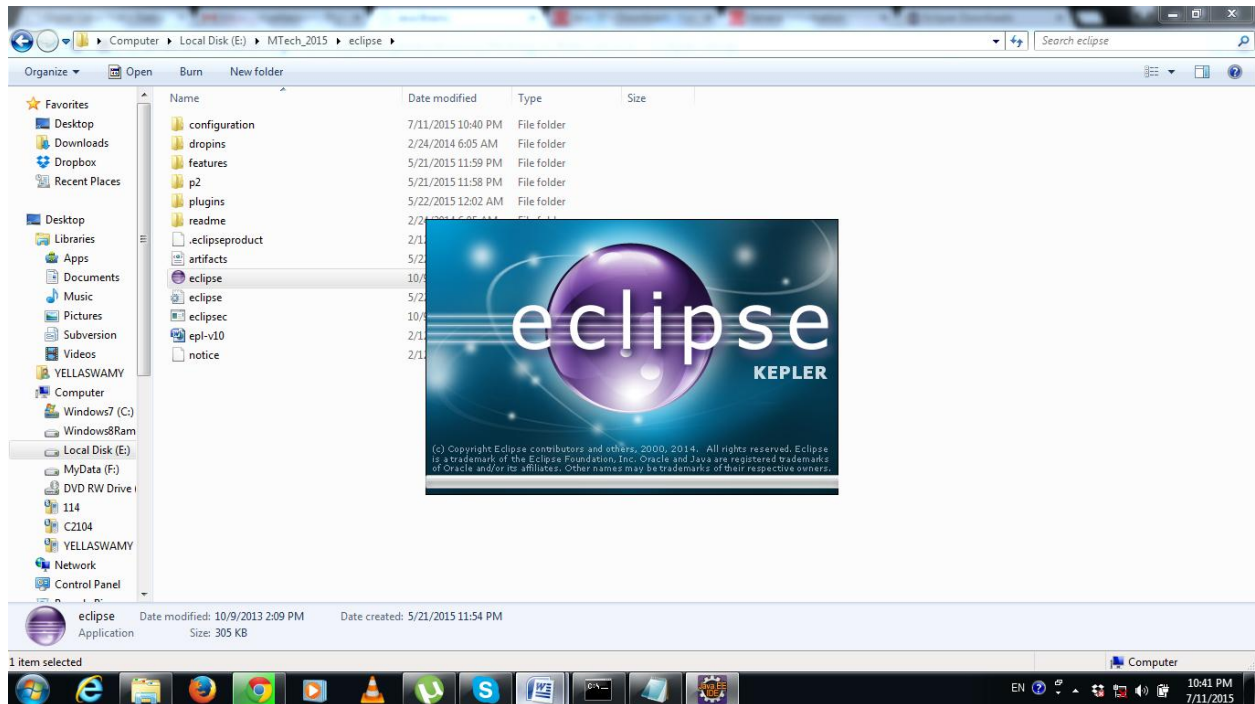 Computer ▸ Local Disk (E:) ▸ MTech_2015 ▸ eclipse ▸
Search eclipse
Organize Open Burn New folder
Name Date modified Type Size
Favorites
Desktop
Downloads
Dropbox
Recent Places
Desktop
Libraries
Apps
Documents
Music
Pictures
Subversion
Videos
YELLASWAMY
Computer
Windows7 (C:)
Windows8Ram
Local Disk (E:)
MyData (F:)
DVD RW Drive
114
C2104
YELLASWAMY
Network
Control Panel
configuration 7/11/2015 10:40 PM File folder
dropins 2/24/2014 6:05 AM File folder
features 5/21/2015 11:59 PM File folder
p2 5/21/2015 11:58 PM File folder
plugins 5/22/2015 12:02 AM File folder
readme
.eclipseproduct
artifacts
eclipse
eclipse
eclipsec
epl-v10
notice
eclipse
KEPLER
(c) Copyright Eclipse contributors and others, 2000, 2014. All rights reserved. Eclipse
is a trademark of the Eclipse Foundation, Inc. Oracle and Java are registered trademarks
of Oracle and/or its affiliates. Other names may be trademarks of their respective owners.
eclipse Date modified: 10/9/2013 2:09 PM Date created: 5/21/2015 11:54 PM
Application Size: 305 KB
1 item selected
Computer
EN
10:41 PM
7/11/2015
Java EE
IDE